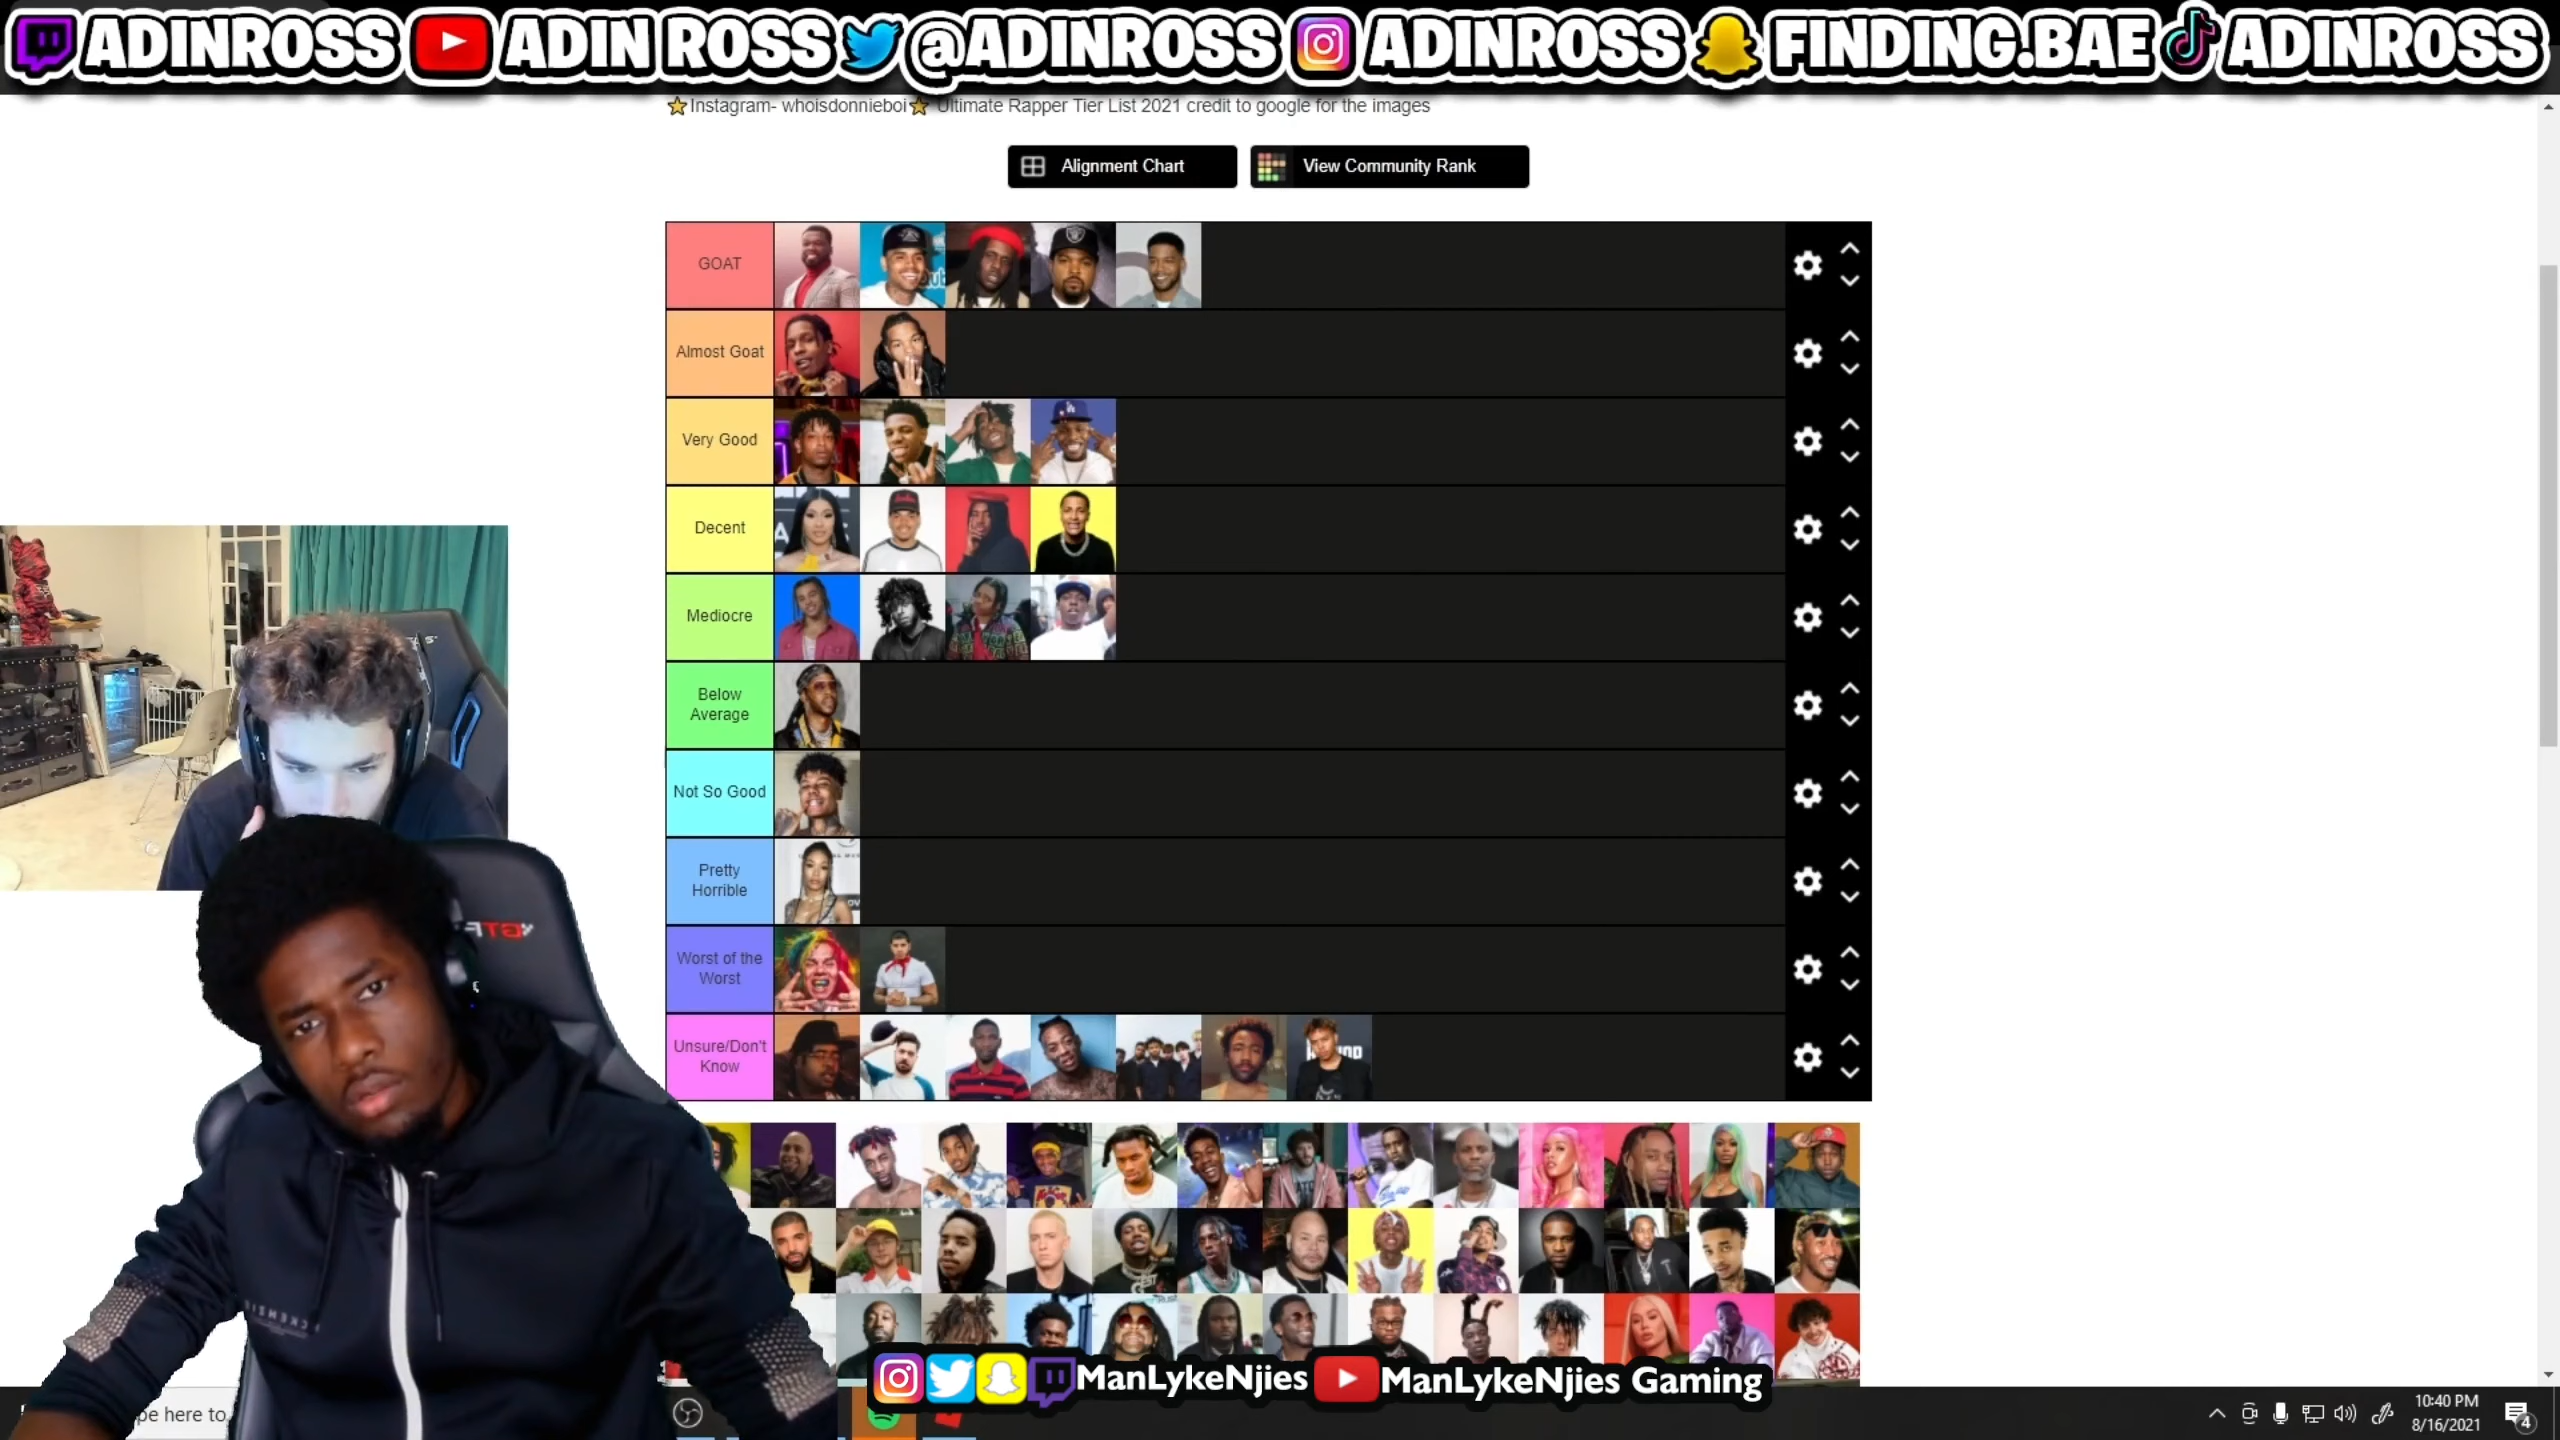 ADINROSS ADIN ROSS @ADINROSS ADINROSS FINDING.BAE ADINROSS
⭐Instagram- whoisdonnieboi⭐ Ultimate Rapper Tier List 2021 credit to google for the images
Alignment Chart
View Community Rank
GOAT
Almost Goat
Very Good
Decent
Mediocre
Below
Average
Not So Good
Pretty
Horrible
Worst of the
Worst
Unsure/Don't
Know
ManLykeNjies ManLykeNjies Gaming
pe here to
10:40 PM
8/16/2021
4